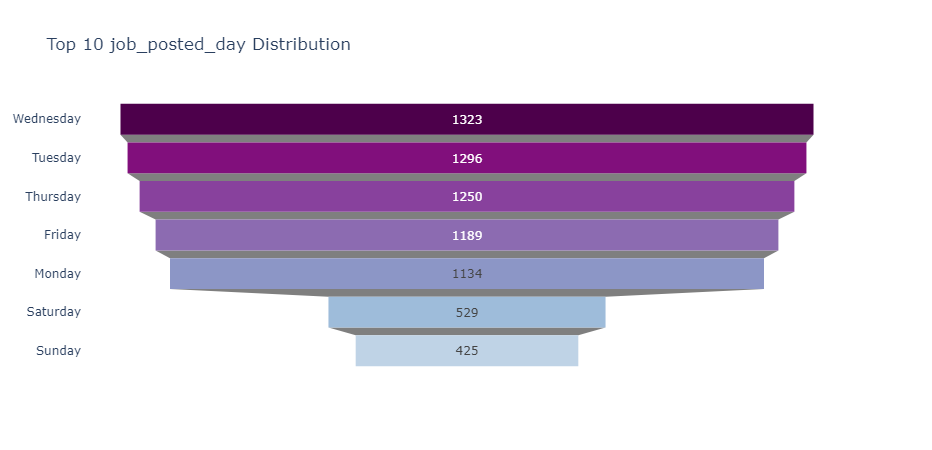 Top 10 job_posted_day Distribution
Wednesday 1323
Tuesday 1296
Thursday 1250
Friday 1189
Monday 1134
Saturday 529
Sunday 425